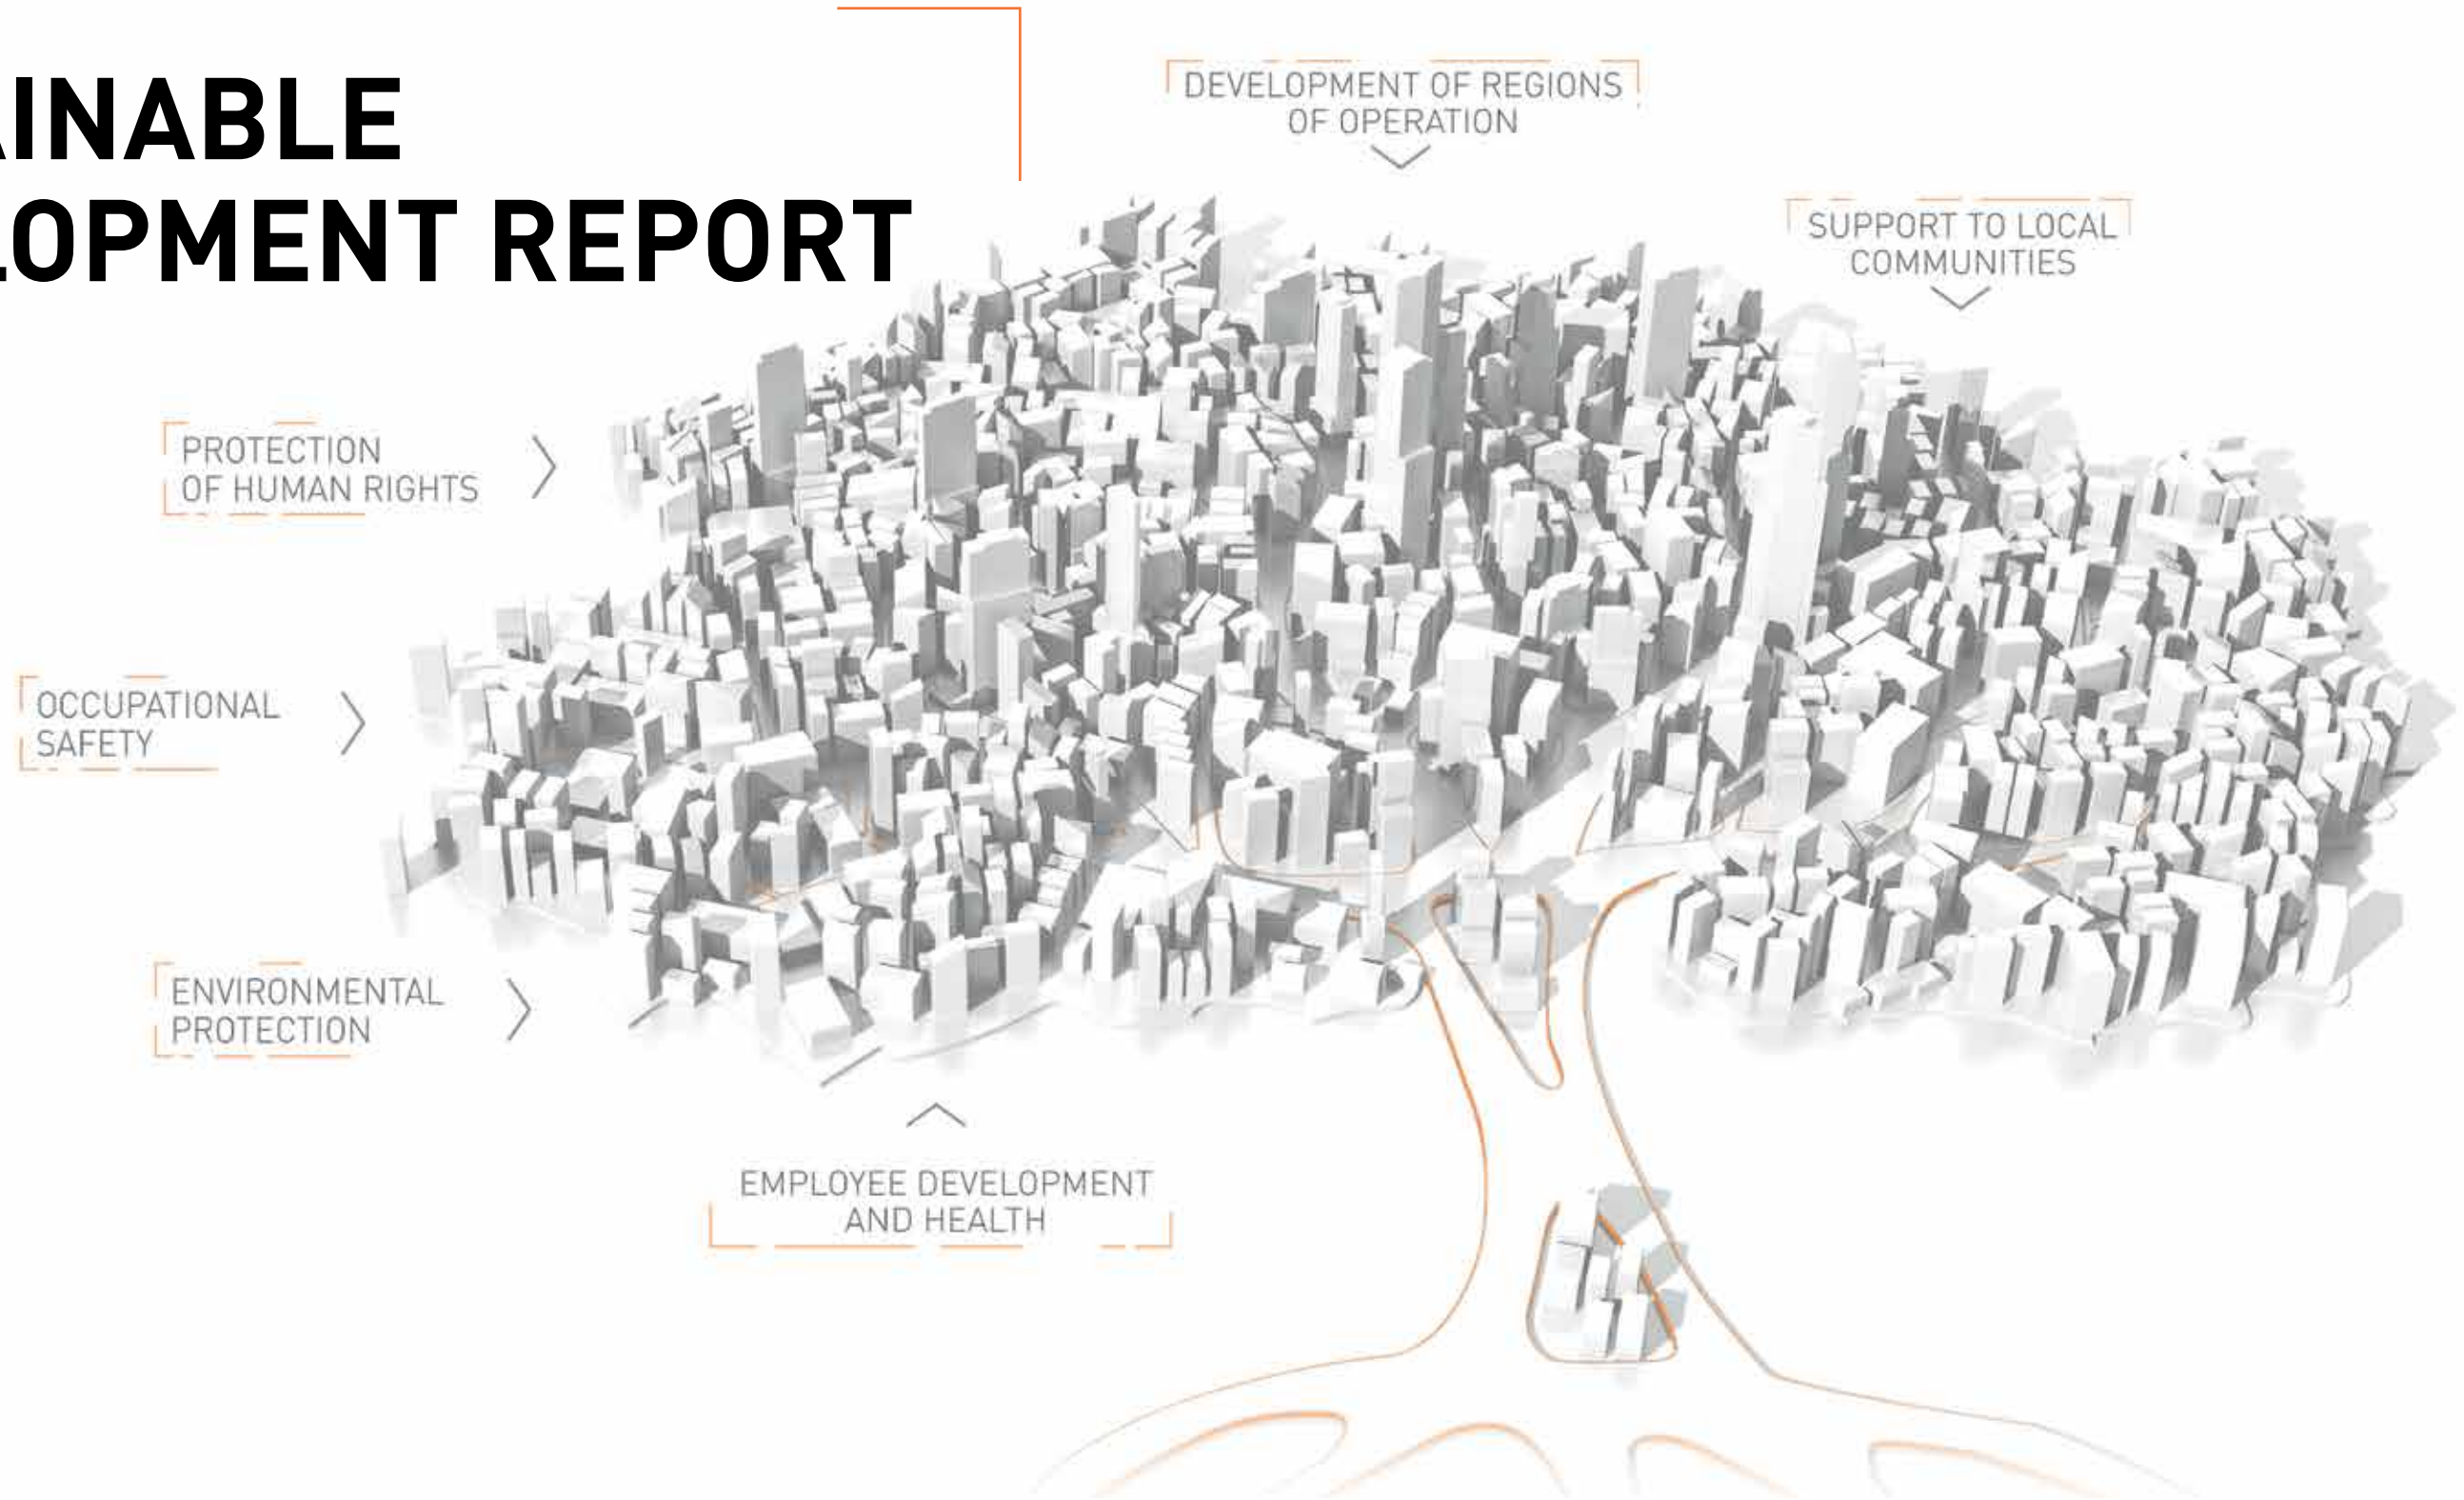 AINABLE
LOPMENT REPORT
DEVELOPMENT OF REGIONS
OF OPERATION
SUPPORT TO LOCAL
COMMUNITIES
PROTECTION
OF HUMAN RIGHTS
OCCUPATIONAL
SAFETY
ENVIRONMENTAL
PROTECTION
EMPLOYEE DEVELOPMENT
AND HEALTH